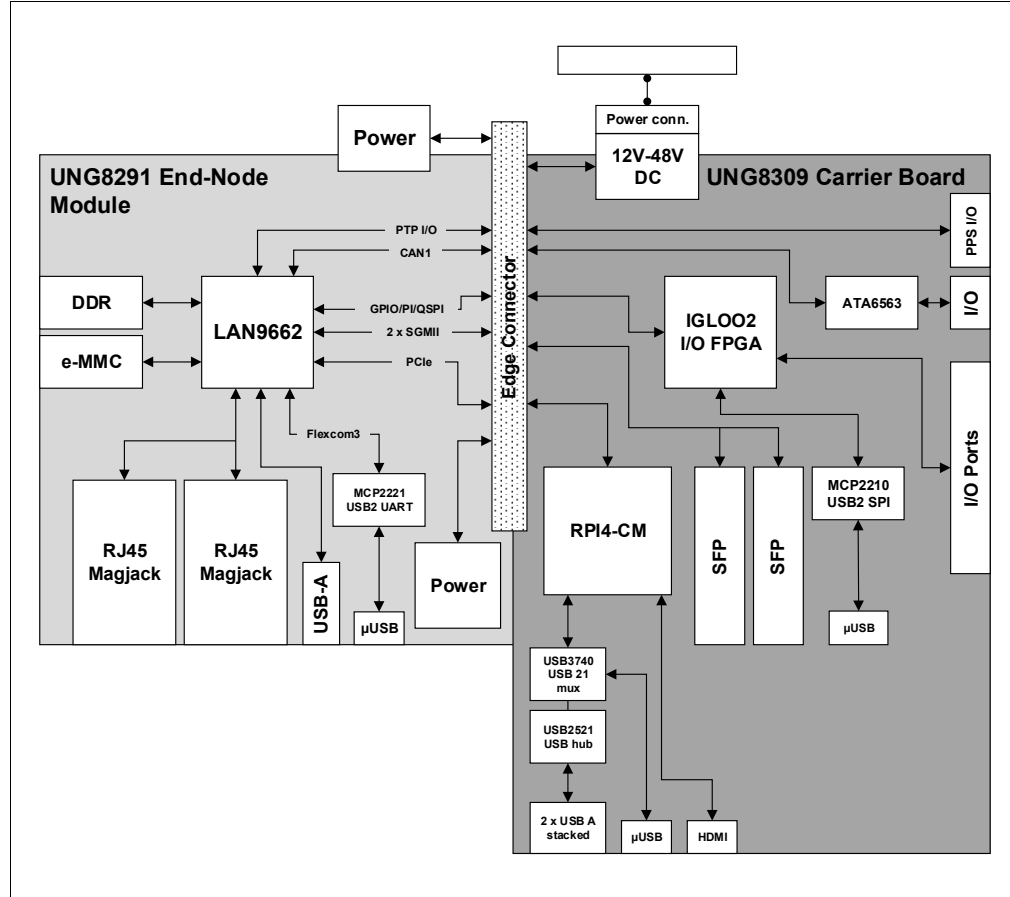 Power conn.
12V-48V
DC
Power
UNG8291 End-Node
Module
UNG8309 Carrier Board
Edge Connector
PTP I/O
CAN1
GPIO/PI/QSPI
2 x SGMII
PCIe
Flexcom3
DDR
e-MMC
LAN9662
RJ45
Magjack
RJ45
Magjack
USB-A
MCP2221
USB2 UART
µUSB
Power
PPS I/O
ATA6563
I/O
IGLOO2
I/O FPGA
I/O Ports
RPI4-CM
SFP
SFP
MCP2210
USB2 SPI
µUSB
USB3740
USB 21
mux
USB2521
USB hub
2 x USB A
stacked
µUSB
HDMI